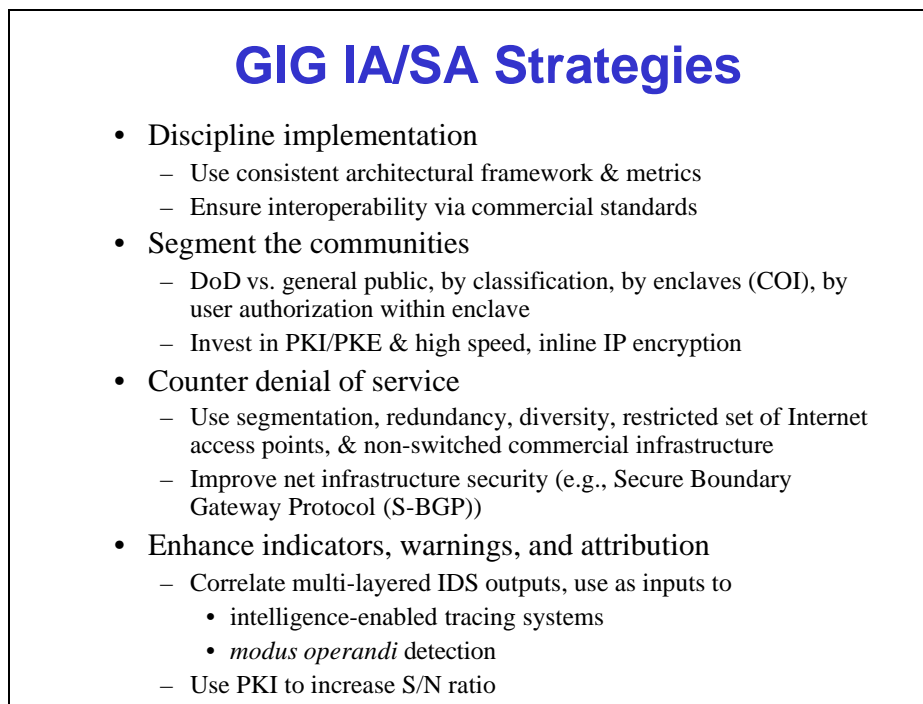 GIG IA/SA Strategies
• Discipline implementation
– Use consistent architectural framework & metrics
– Ensure interoperability via commercial standards
• Segment the communities
– DoD vs. general public, by classification, by enclaves (COI), by
user authorization within enclave
– Invest in PKI/PKE & high speed, inline IP encryption
• Counter denial of service
– Use segmentation, redundancy, diversity, restricted set of Internet
access points, & non-switched commercial infrastructure
– Improve net infrastructure security (e.g., Secure Boundary
Gateway Protocol (S-BGP))
• Enhance indicators, warnings, and attribution
– Correlate multi-layered IDS outputs, use as inputs to
• intelligence-enabled tracing systems
• modus operandi detection
– Use PKI to increase S/N ratio